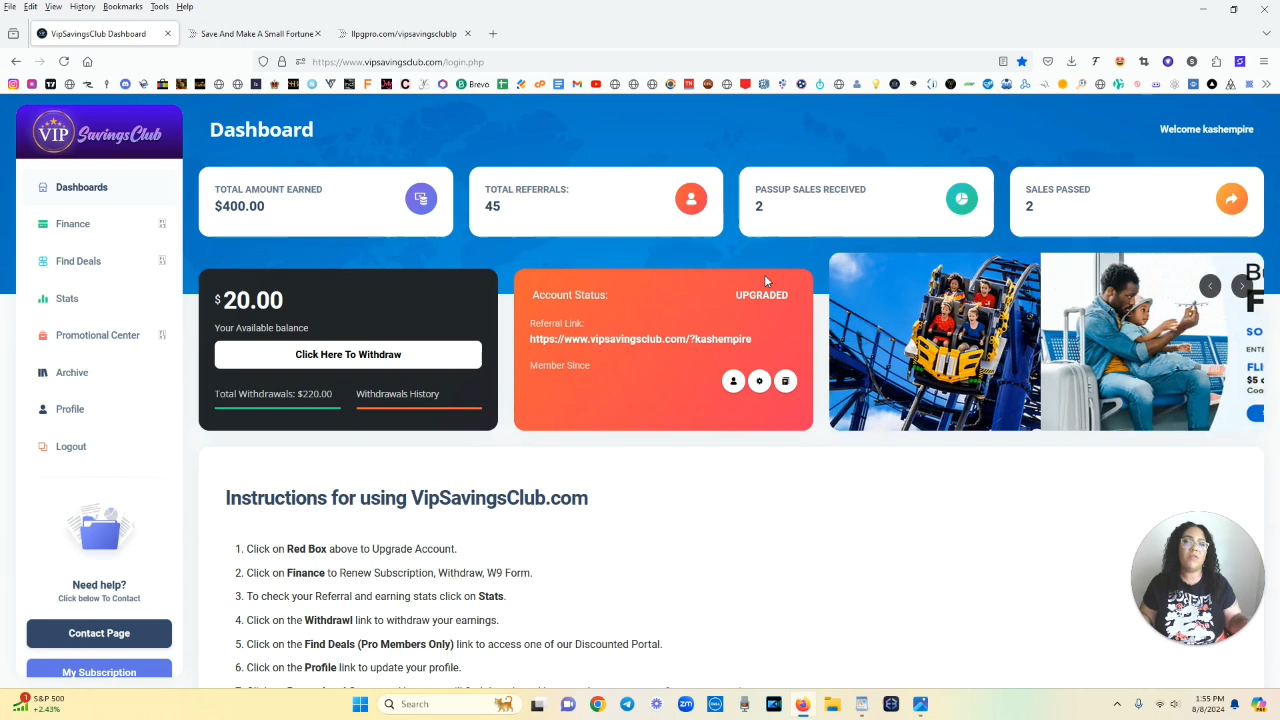 File Edit View History Bookmarks Tools Help
VipSavingsClub Dashboard
Save And Make A Small Fortune
llpgpro.com/vipsavingsclublp
https://www.vipsavingsclub.com/login.php
Brevo
VIP SavingsClub
Dashboard
Welcome kashempire
Dashboards
Finance
Find Deals
Stats
Promotional Center
Archive
Profile
Logout
Need help?
Click below To Contact
Contact Page
My Subscription
TOTAL AMOUNT EARNED
$400.00
TOTAL REFERRALS:
45
PASSUP SALES RECEIVED
2
SALES PASSED
2
$ 20.00
Your Available balance
Click Here To Withdraw
Total Withdrawals: $220.00
Withdrawals History
Account Status:
UPGRADED
Referral Link:
https://www.vipsavingsclub.com/?kashempire
Member Since
Instructions for using VipSavingsClub.com
1. Click on Red Box above to Upgrade Account.
2. Click on Finance to Renew Subscription, Withdraw, W9 Form.
3. To check your Referral and earning stats click on Stats.
4. Click on the Withdrawl link to withdraw your earnings.
5. Click on the Find Deals (Pro Members Only) link to access one of our Discounted Portal.
6. Click on the Profile link to update your profile.
S&P 500
+2.43%
Search
1:55 PM
8/8/2024